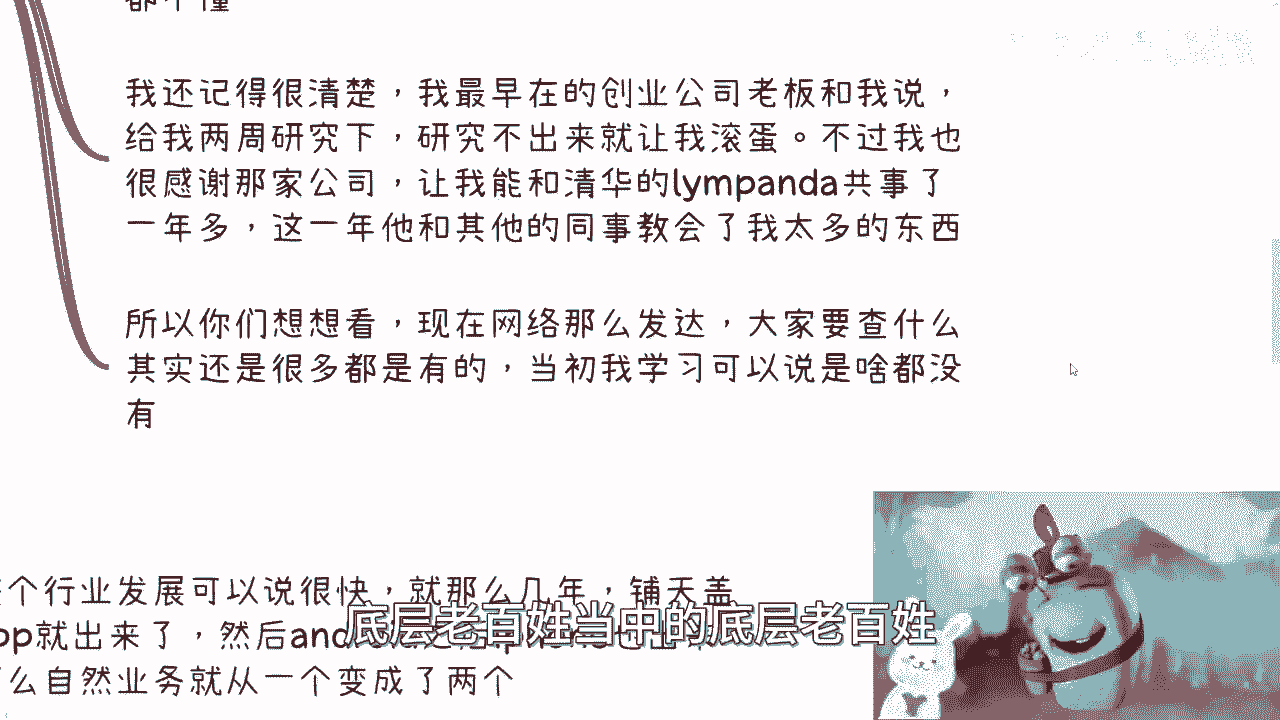 都不懂
我还记得很清楚，我最早在的创业公司老板和我说，
给我两周研究下，研究不出来就让我滚蛋。不过我也
很感谢那家公司，让我能和清华的lympanda共事了
一年多，这一年他和其他的同事教会了我太多的东西
所以你们想想看，现在网络那么发达，大家要查什么
其实还是很多都是有的，当初我学习可以说是啥都没
有
个行业发展可以说很快，就那么几年，铺天盖
pp就出来了，然后and
底层老百姓当中的底层老百姓
么自然业务就从一个变成了两个